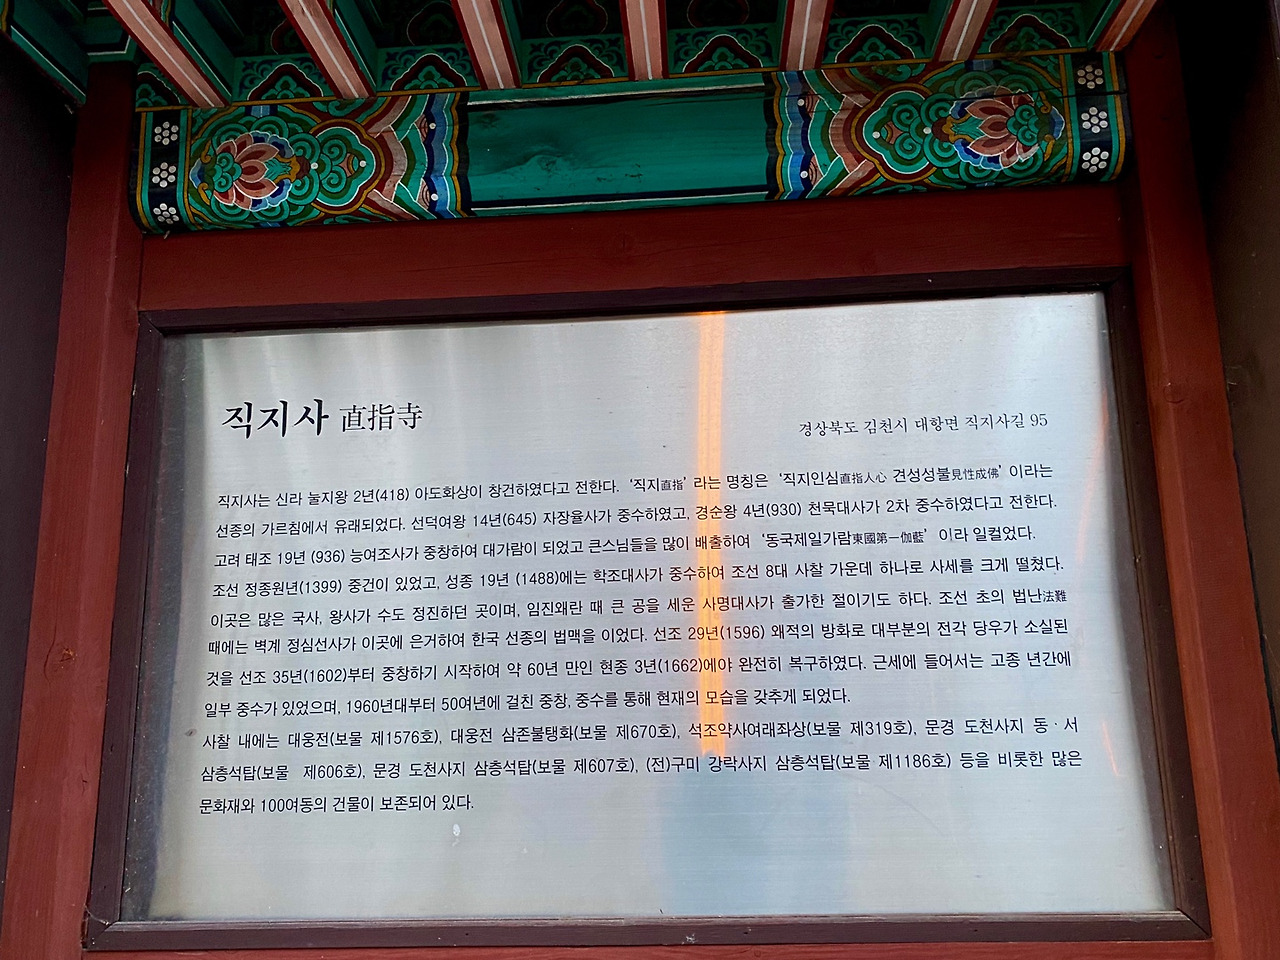 직지사 直指寺
경상북도 김천시 대항면 직지사길 95
직지사는 신라 눌지왕 2년(418) 아도화상이 창건하였다고 전한다. ‘직지直指’ 라는 명칭은 ‘직지인심直指人心 견성성불見性成佛’ 이라는
선종의 가르침에서 유래되었다. 선덕여왕 14년(645) 자장율사가 중수하였고, 경순왕 4년(930) 천묵대사가 2차 중수하였다고 전한다.
고려 태조 19년 (936) 능여조사가 중창하여 대가람이 되었고 큰스님들을 많이 배출하여 ‘동국제일가람東國第一伽藍’ 이라 일컬었다.
조선 정종원년(1399) 중건이 있었고, 성종 19년 (1488)에는 학조대사가 중수하여 조선 8대 사찰 가운데 하나로 사세를 크게 떨쳤다.
이곳은 많은 국사, 왕사가 수도 정진하던 곳이며, 임진왜란 때 큰 공을 세운 사명대사가 출가한 절이기도 하다. 조선 초의 법난法難
때에는 벽계 정심선사가 이곳에 은거하여 한국 선종의 법맥을 이었다. 선조 29년(1596) 왜적의 방화로 대부분의 전각 당우가 소실된
것을 선조 35년(1602)부터 중창하기 시작하여 약 60년 만인 현종 3년(1662)에야 완전히 복구하였다. 근세에 들어서는 고종 년간에
일부 중수가 있었으며, 1960년대부터 50여년에 걸친 중창, 중수를 통해 현재의 모습을 갖추게 되었다.
사찰 내에는 대웅전(보물 제1576호), 대웅전 삼존불탱화(보물 제670호), 석조약사여래좌상(보물 제319호), 문경 도천사지 동·서
삼층석탑(보물 제606호), 문경 도천사지 삼층석탑(보물 제607호), (전)구미 강락사지 삼층석탑(보물 제1186호) 등을 비롯한 많은
문화재와 100여동의 건물이 보존되어 있다.